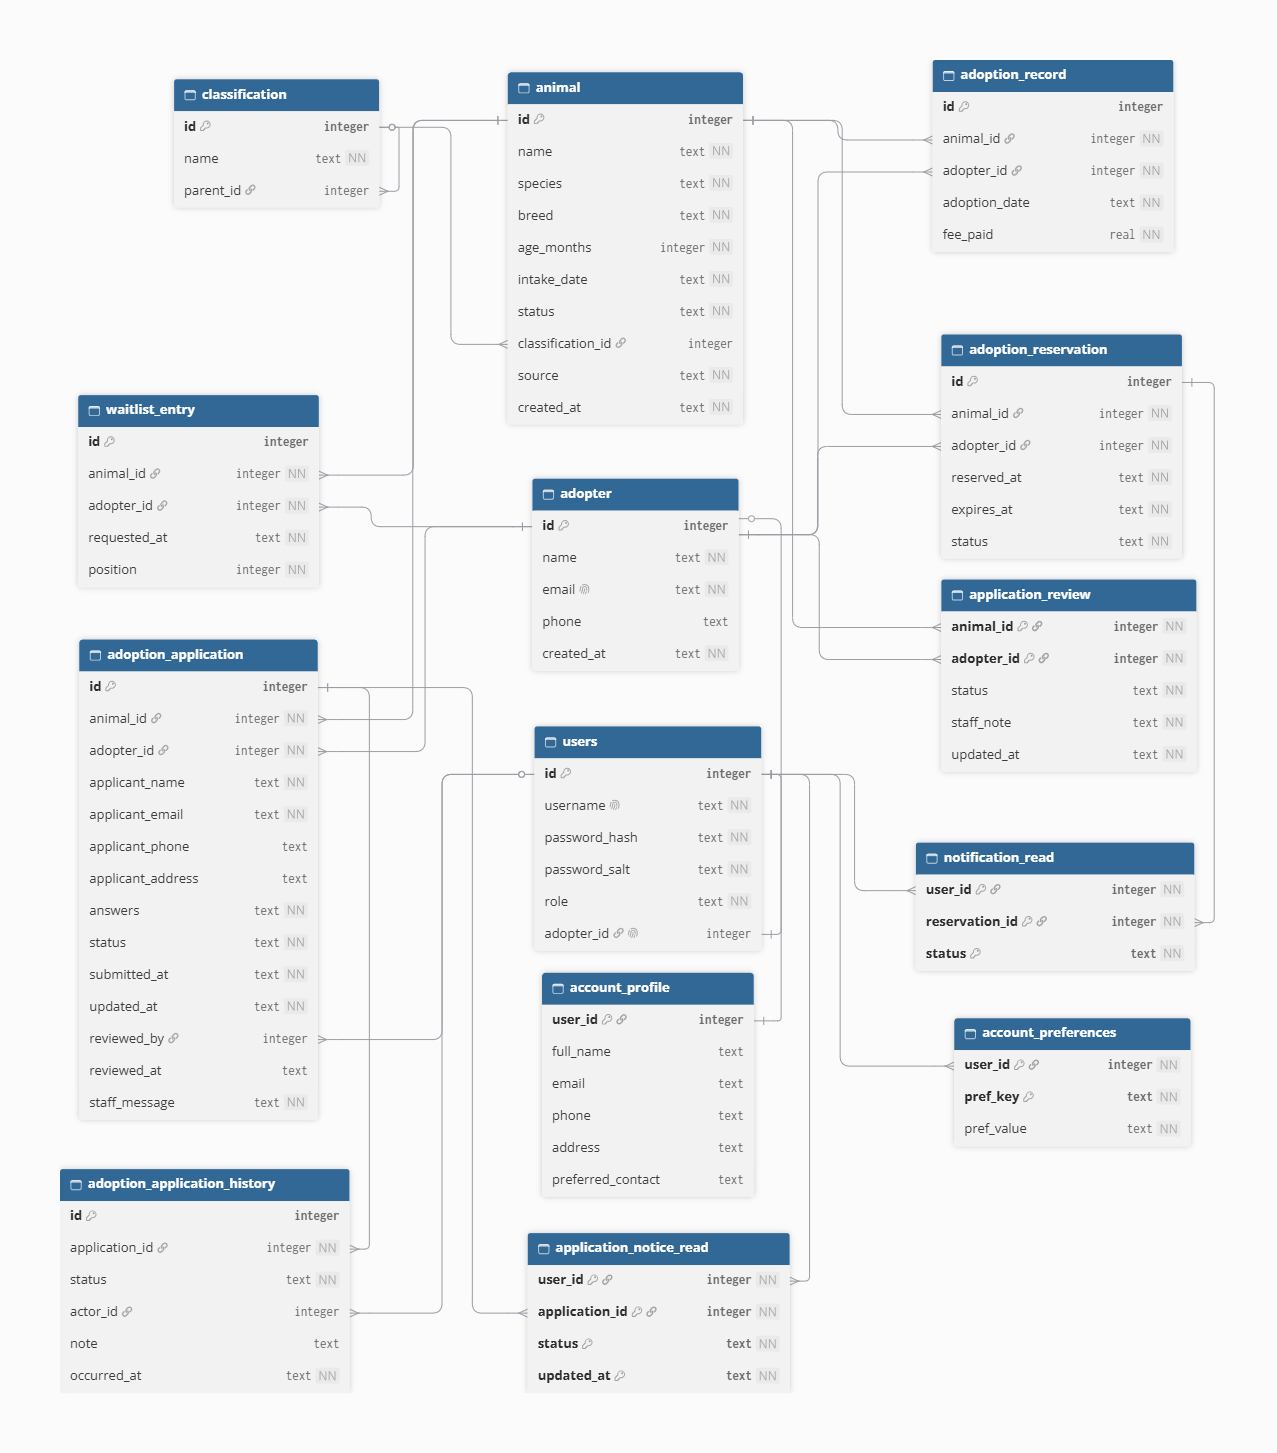 classification
id integer
name text NN
parent_id integer
animal
id integer
name text NN
species text NN
breed text NN
age_months integer NN
intake_date text NN
status text NN
classification_id integer
source text NN
created_at text NN
adoption_record
id integer
animal_id integer NN
adopter_id integer NN
adoption_date text NN
fee_paid real NN
adoption_reservation
id integer
animal_id integer NN
adopter_id integer NN
reserved_at text NN
expires_at text NN
status text NN
waitlist_entry
id integer
animal_id integer NN
adopter_id integer NN
requested_at text NN
position integer NN
adopter
id integer
name text NN
email text NN
phone text
created_at text NN
application_review
animal_id integer NN
adopter_id integer NN
status text NN
staff_note text NN
updated_at text NN
adoption_application
id integer
animal_id integer NN
adopter_id integer NN
applicant_name text NN
applicant_email text NN
applicant_phone text
applicant_address text
answers text NN
status text NN
submitted_at text NN
updated_at text NN
reviewed_by integer
reviewed_at text
staff_message text NN
users
id integer
username text NN
password_hash text NN
password_salt text NN
role text NN
adopter_id integer
notification_read
user_id integer NN
reservation_id integer NN
status text NN
account_profile
user_id integer
full_name text
email text
phone text
address text
preferred_contact text
account_preferences
user_id integer NN
pref_key text NN
pref_value text NN
adoption_application_history
id integer
application_id integer NN
status text NN
actor_id integer
note text
occurred_at text NN
application_notice_read
user_id integer NN
application_id integer NN
status text NN
updated_at text NN